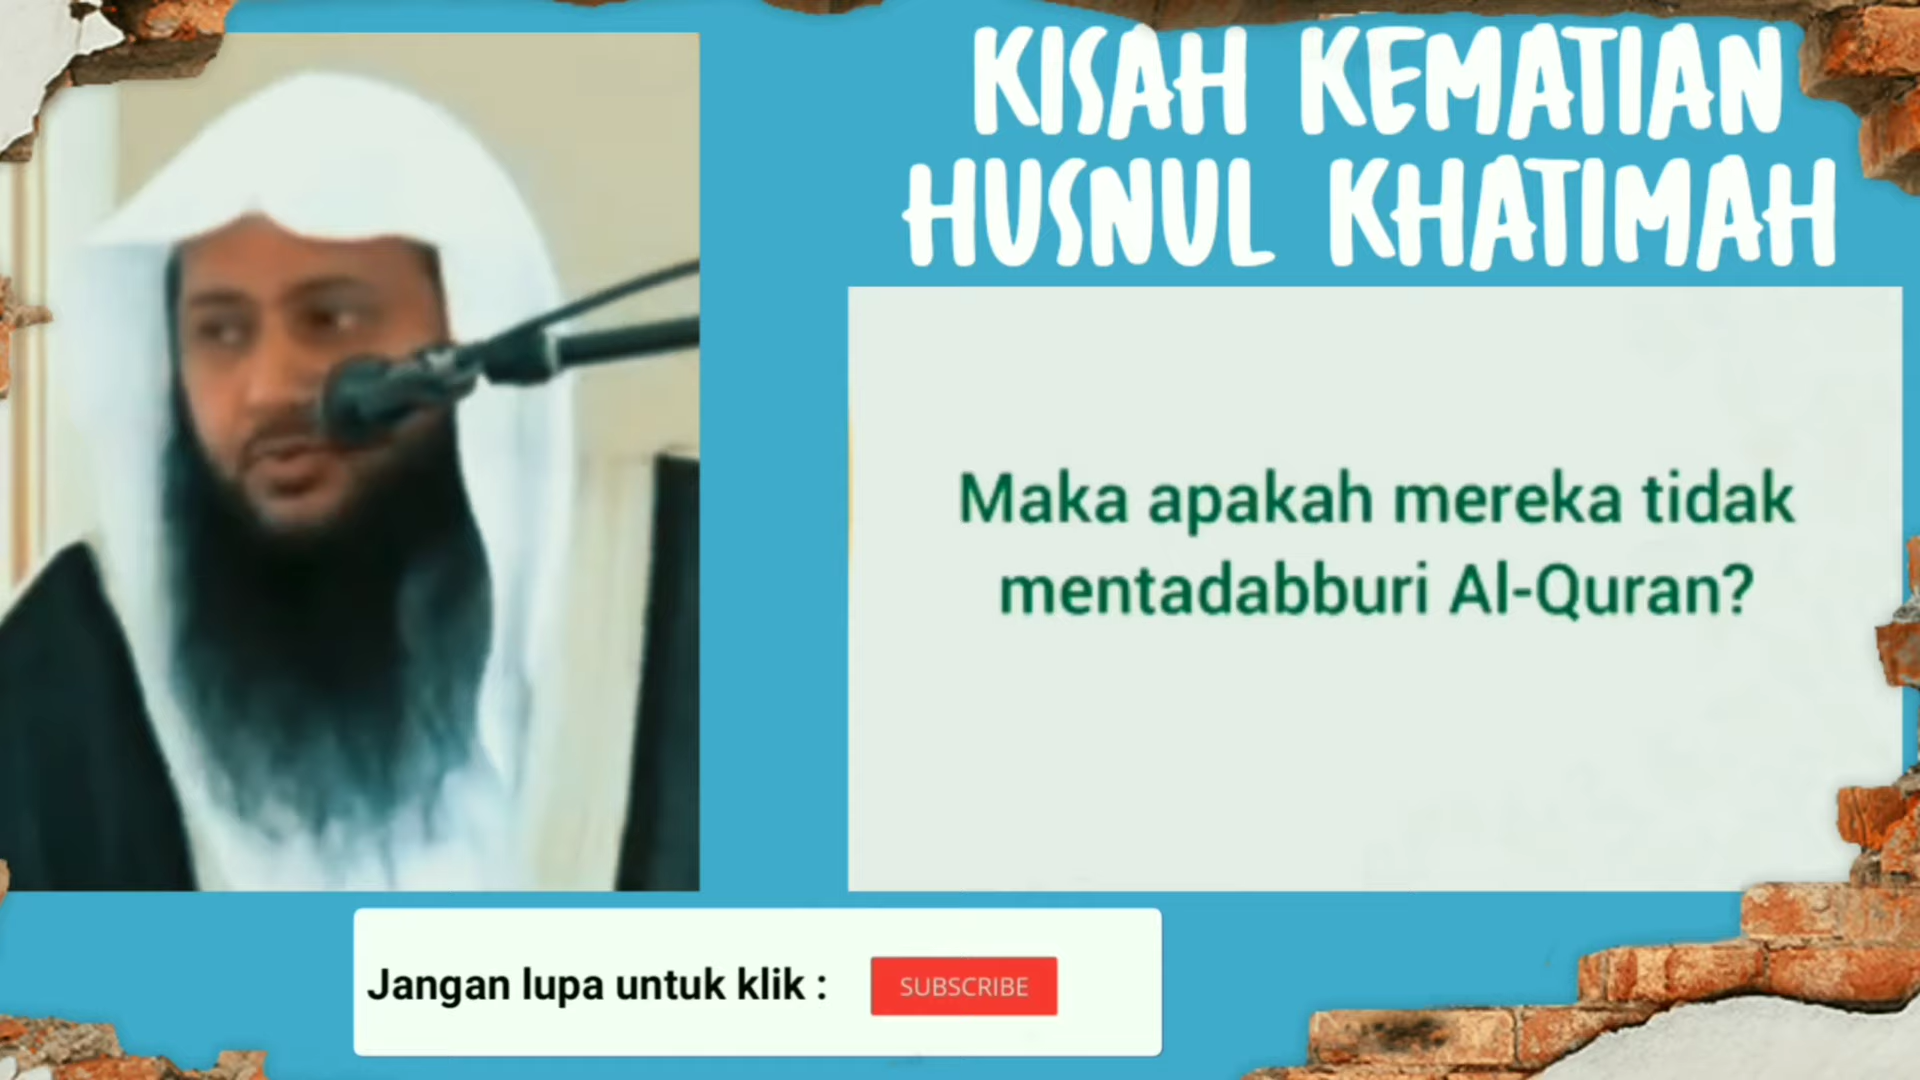 KISAH KEMATIAN
HUSNUL KHATIMAH
Maka apakah mereka tidak
mentadabburi Al-Quran?
Jangan lupa untuk klik :
SUBSCRIBE